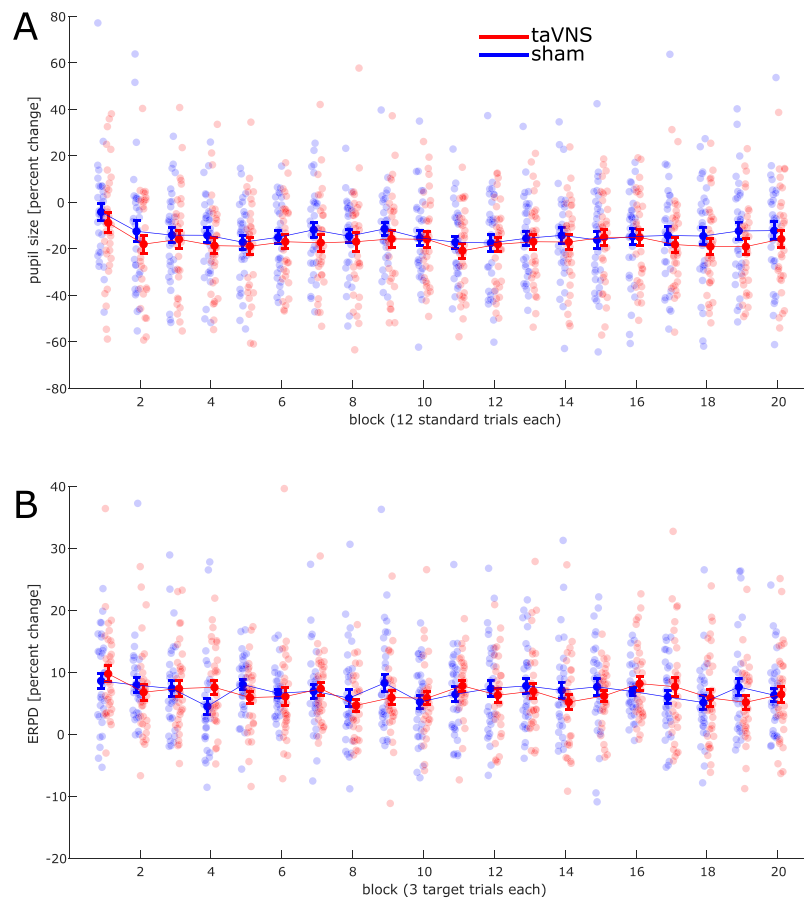 A
taVNS
sham
pupil size [percent change]
80
60
40
20
0
-20
-40
-60
-80
2 4 6 8 10 12 14 16 18 20
block (12 standard trials each)
B
ERPD [percent change]
40
30
20
10
0
-10
-20
2 4 6 8 10 12 14 16 18 20
block (3 target trials each)